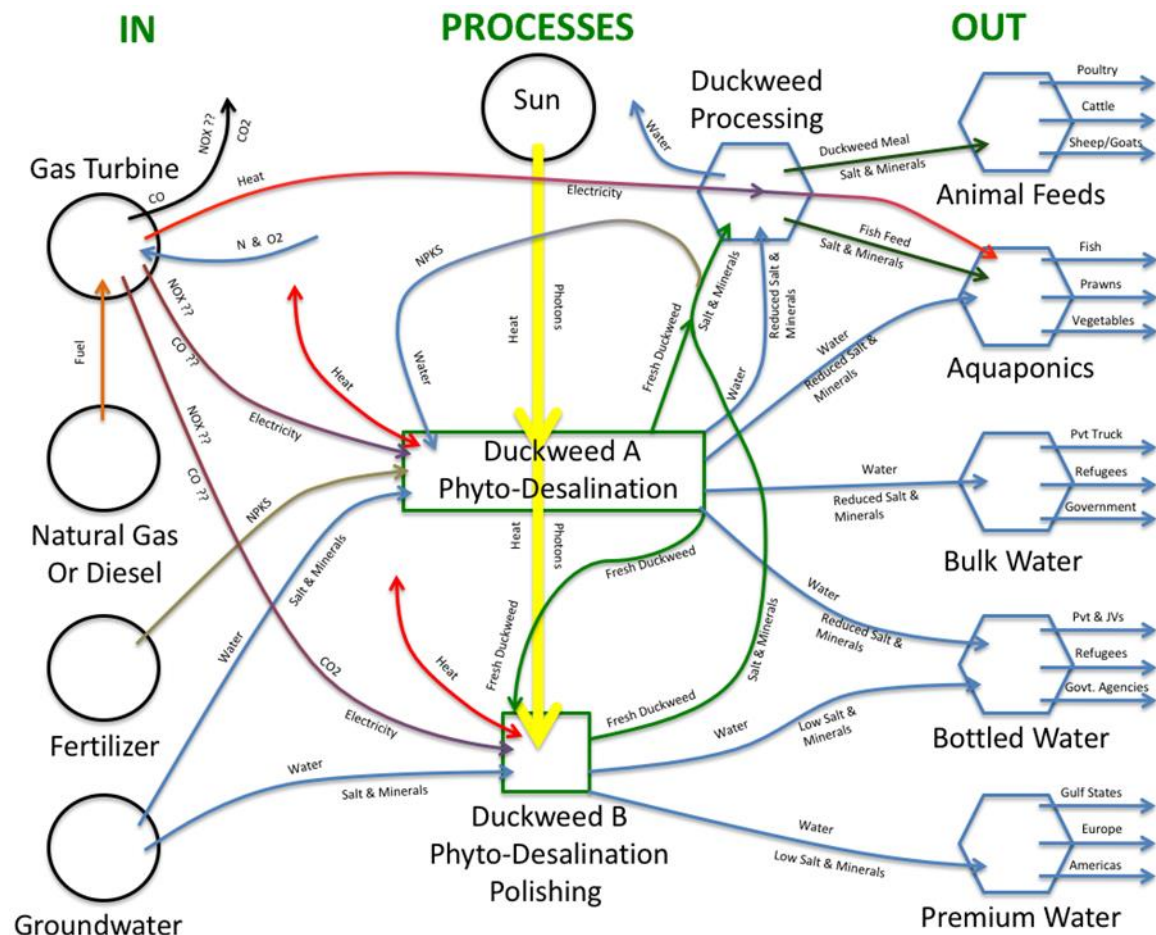 IN
PROCESSES
OUT
Sun
Duckweed
Processing
Poultry
Cattle
Sheep/Goats
Animal Feeds
NOX ??
CO2
CO
Gas Turbine
Heat
Electricity
Water
Duckweed Meal
Salt & Minerals
Fish Feed
Salt & Minerals
N & O2
NPKS
Water
Heat
Photons
Fresh Duckweed
Salt & Minerals
Water
Reduced Salt &
Minerals
Fish
Prawns
Vegetables
Aquaponics
Water
Reduced Salt &
Minerals
Fuel
NOX ??
CO ??
Electricity
NOX ??
CO ??
Heat
Duckweed A
Phyto-Desalination
Natural Gas
Or Diesel
NPKS
Water
Salt & Minerals
Water
Reduced Salt &
Minerals
Pvt Truck
Refugees
Government
Bulk Water
Heat
Photons
Fresh Duckweed
Fresh Duckweed
Water
Reduced Salt &
Minerals
Fertilizer
Heat
CO2
Electricity
Fresh Duckweed
Salt & Minerals
Water
Low Salt &
Minerals
Pvt & JVs
Refugees
Govt. Agencies
Bottled Water
Water
Salt & Minerals
Groundwater
Duckweed B
Phyto-Desalination
Polishing
Water
Low Salt & Minerals
Gulf States
Europe
Americas
Premium Water